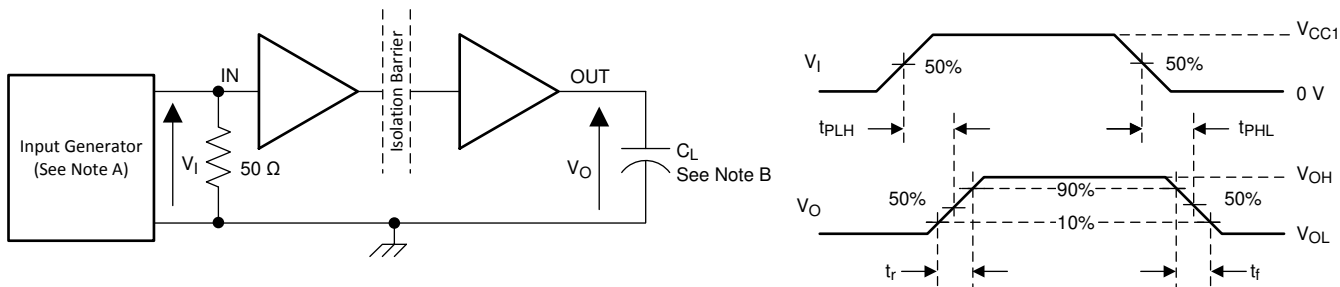 Input Generator
(See Note A)
IN
V_I
50 Ω
Isolation Barrier
OUT
V_O
C_L
See Note B
V_I
50%
50%
V_CC1
0 V
t_PLH
t_PHL
V_O
50%
90%
10%
50%
V_OH
V_OL
t_r
t_f